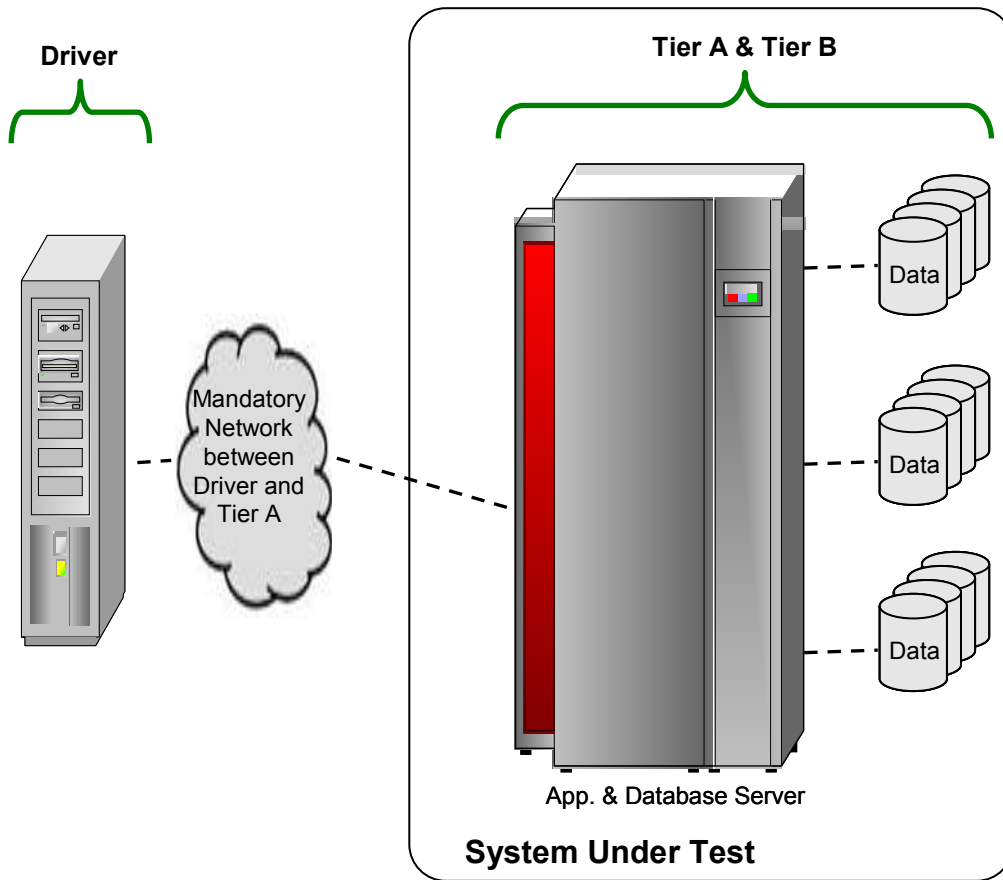 Driver
Tier A & Tier B
Mandatory
Network
between
Driver and
Tier A
Data
Data
Data
App. & Database Server
System Under Test